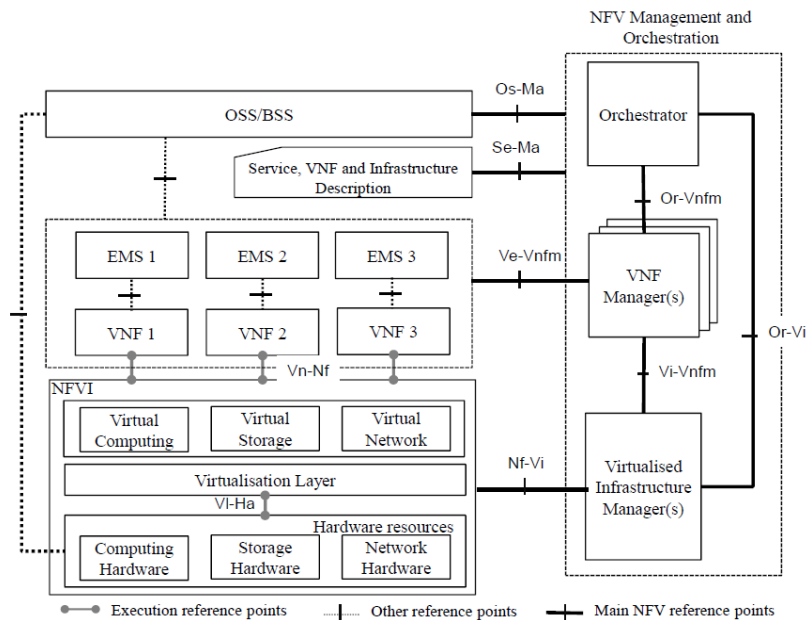 NFV Management and
Orchestration
Os-Ma
OSS/BSS
Orchestrator
Se-Ma
Service, VNF and Infrastructure
Description
Or-Vnfm
EMS 1
EMS 2
EMS 3
Ve-Vnfm
VNF
Manager(s)
VNF 1
VNF 2
VNF 3
Or-Vi
Vn-Nf
Vi-Vnfm
NFVI
Virtual
Computing
Virtual
Storage
Virtual
Network
Nf-Vi
Virtualised
Infrastructure
Manager(s)
Virtualisation Layer
Vl-Ha
Hardware resources
Computing
Hardware
Storage
Hardware
Network
Hardware
Execution reference points
Other reference points
Main NFV reference points